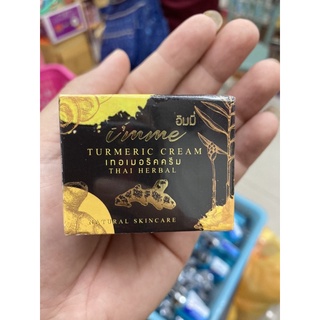 อิมมี่
i'mme
TURMERIC CREAM
เทอเมอริคครีม
THAI HERBAL
NATURAL SKINCARE